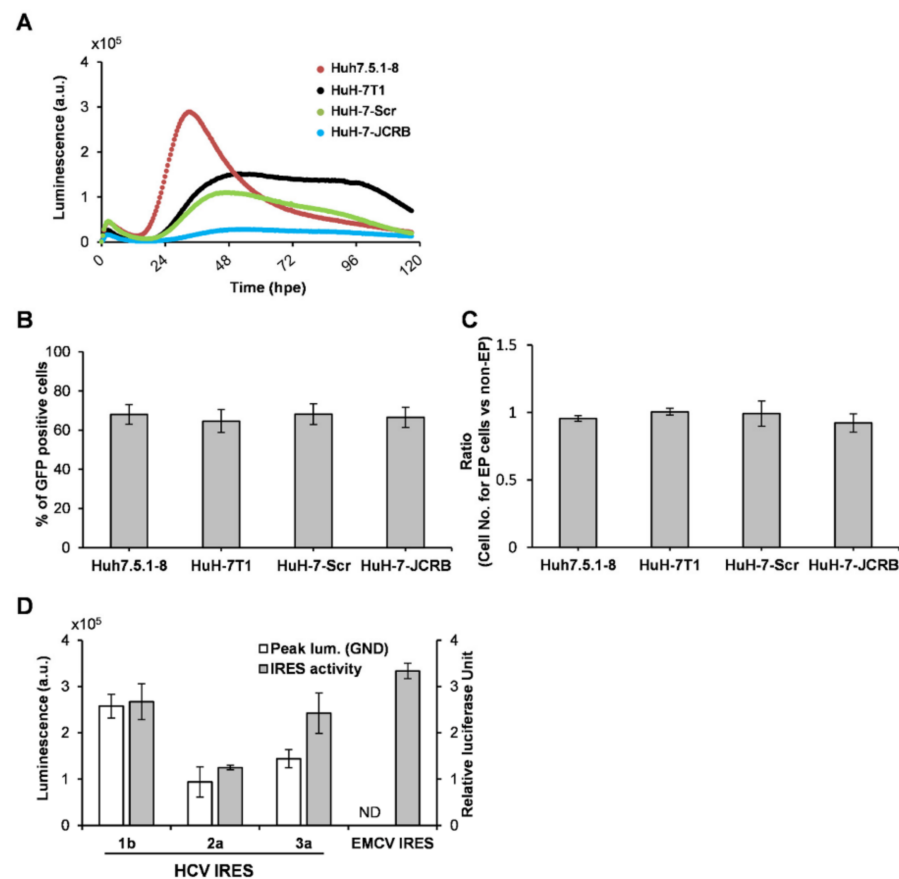 A
x10⁵
4
3
2
1
0
Luminescence (a.u.)
Huh7.5.1-8
HuH-7T1
HuH-7-Scr
HuH-7-JCRB
0 24 48 72 96 120
Time (hpe)
B
100
80
60
40
20
0
% of GFP positive cells
Huh7.5.1-8 HuH-7T1 HuH-7-Scr HuH-7-JCRB
C
1.5
1
0.5
0
Ratio
(Cell No. for EP cells vs non-EP)
Huh7.5.1-8 HuH-7T1 HuH-7-Scr HuH-7-JCRB
D
x10⁵
4
3
2
1
0
Luminescence (a.u.)
Peak lum. (GND)
IRES activity
4
3
2
1
0
Relative luciferase Unit
ND
1b 2a 3a EMCV IRES
HCV IRES